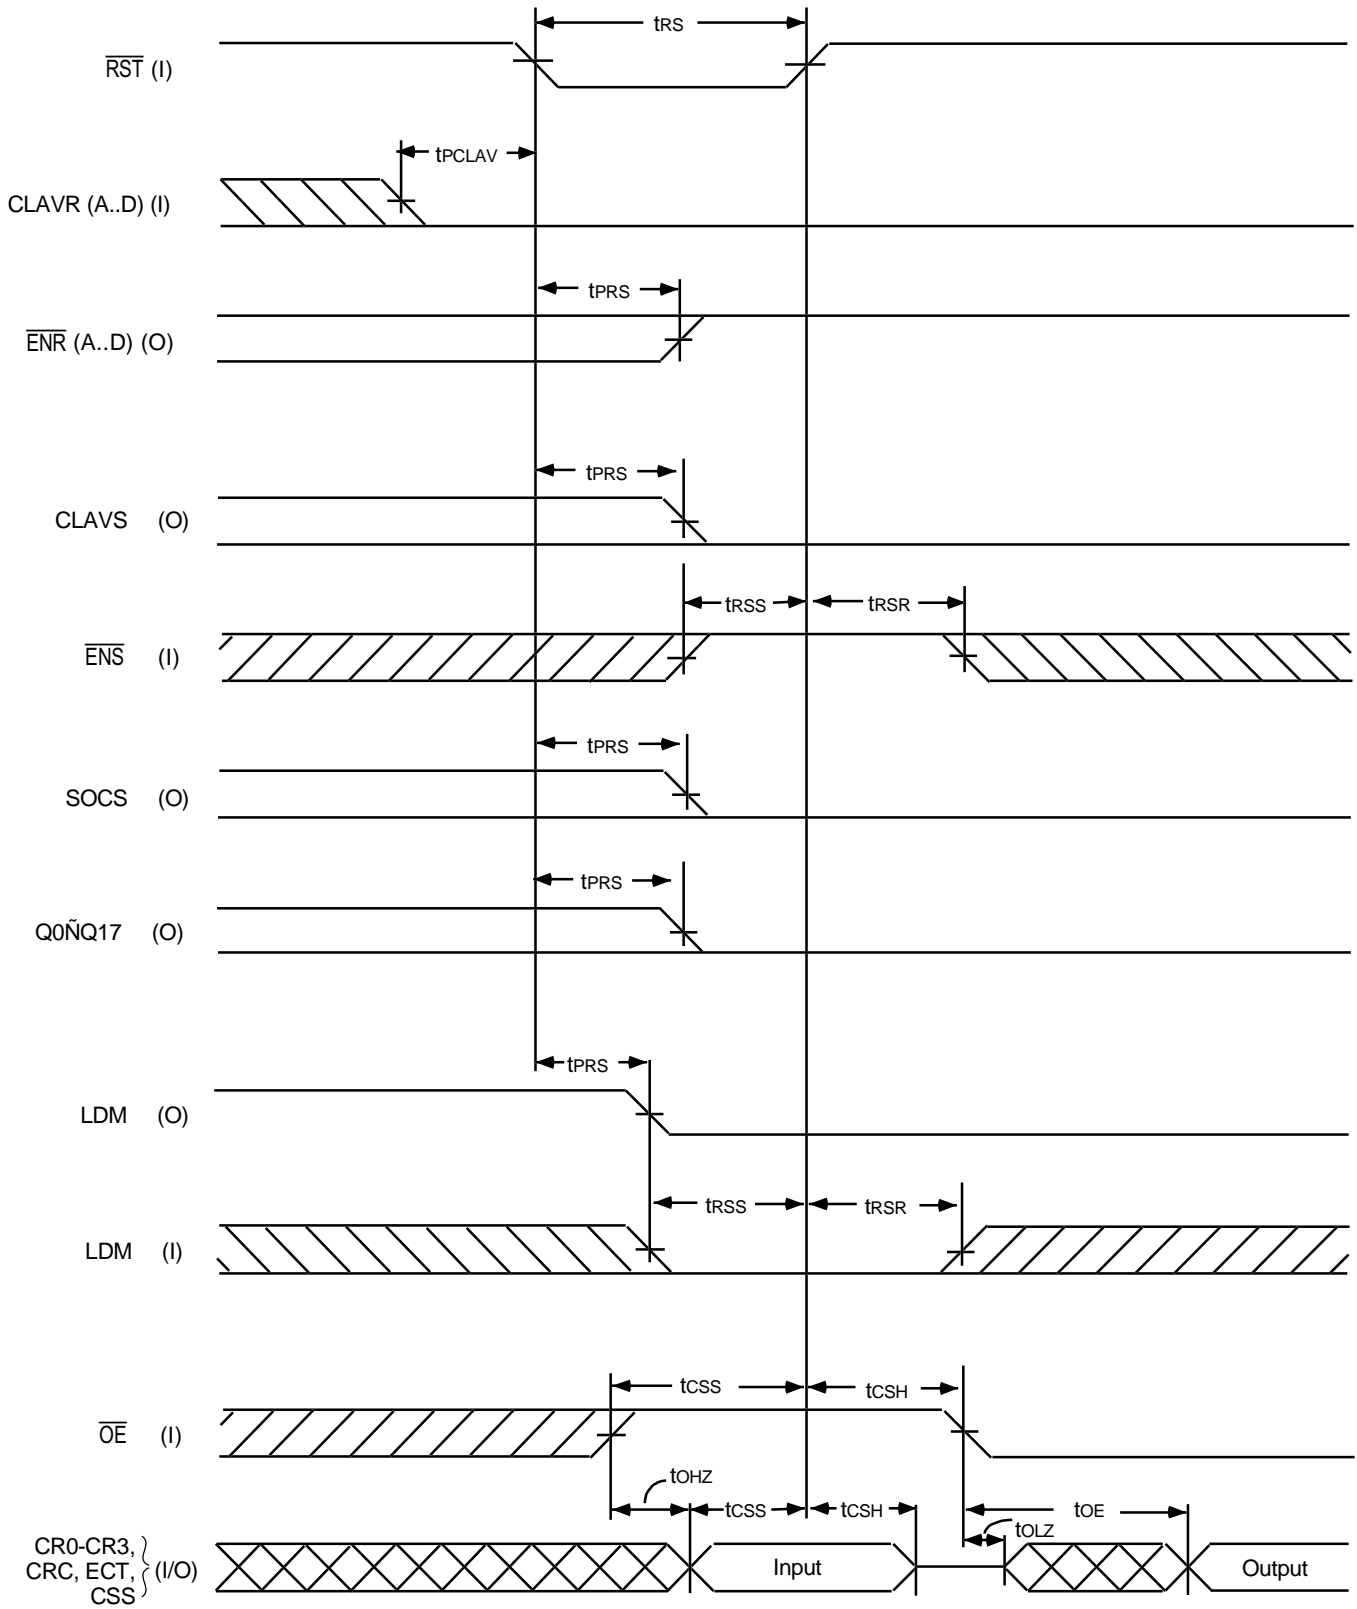 tRS
RST (I)
tPCLAV
CLAVR (A..D) (I)
tPRS
ENR (A..D) (O)
tPRS
CLAVS (O)
tRSS tRSR
ENS (I)
tPRS
SOCS (O)
tPRS
Q0ÑQ17 (O)
tPRS
LDM (O)
tRSS tRSR
LDM (I)
tCSS tCSH
OE (I)
tOHZ
tCSS tCSH tOE
tOLZ
CR0-CR3,
CRC, ECT, (I/O) Input Output
CSS